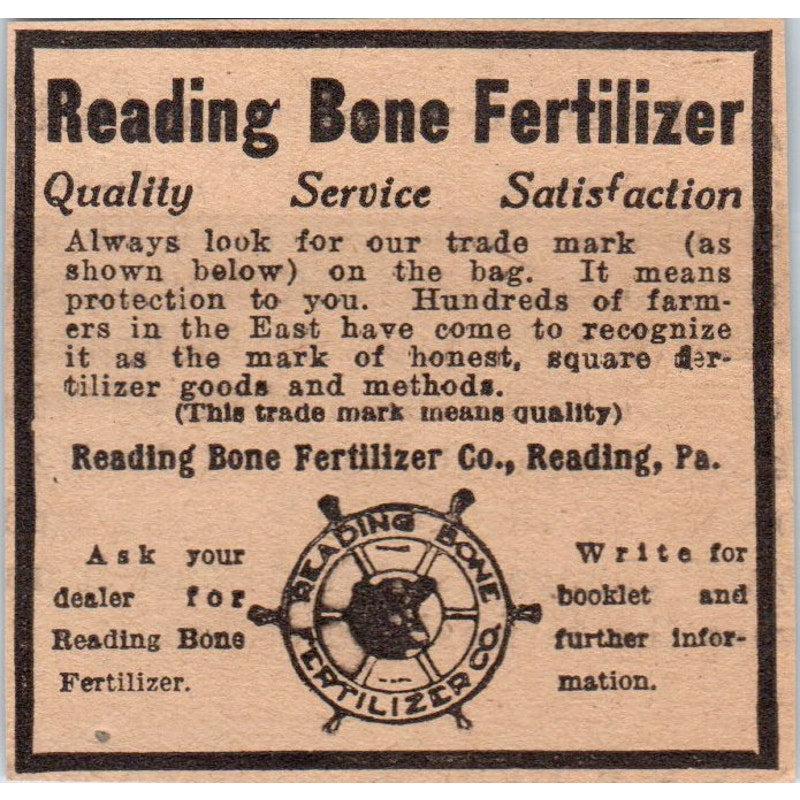 Reading Bone Fertilizer
Quality Service Satisfaction
Always look for our trade mark (as
shown below) on the bag. It means
protection to you. Hundreds of farm-
ers in the East have come to recognize
it as the mark of honest, square fer-
tilizer goods and methods.
(This trade mark means quality)
Reading Bone Fertilizer Co., Reading, Pa.
Ask your
dealer for
Reading Bone
Fertilizer.
READING BONE
FERTILIZER CO.
Write for
booklet and
further infor-
mation.